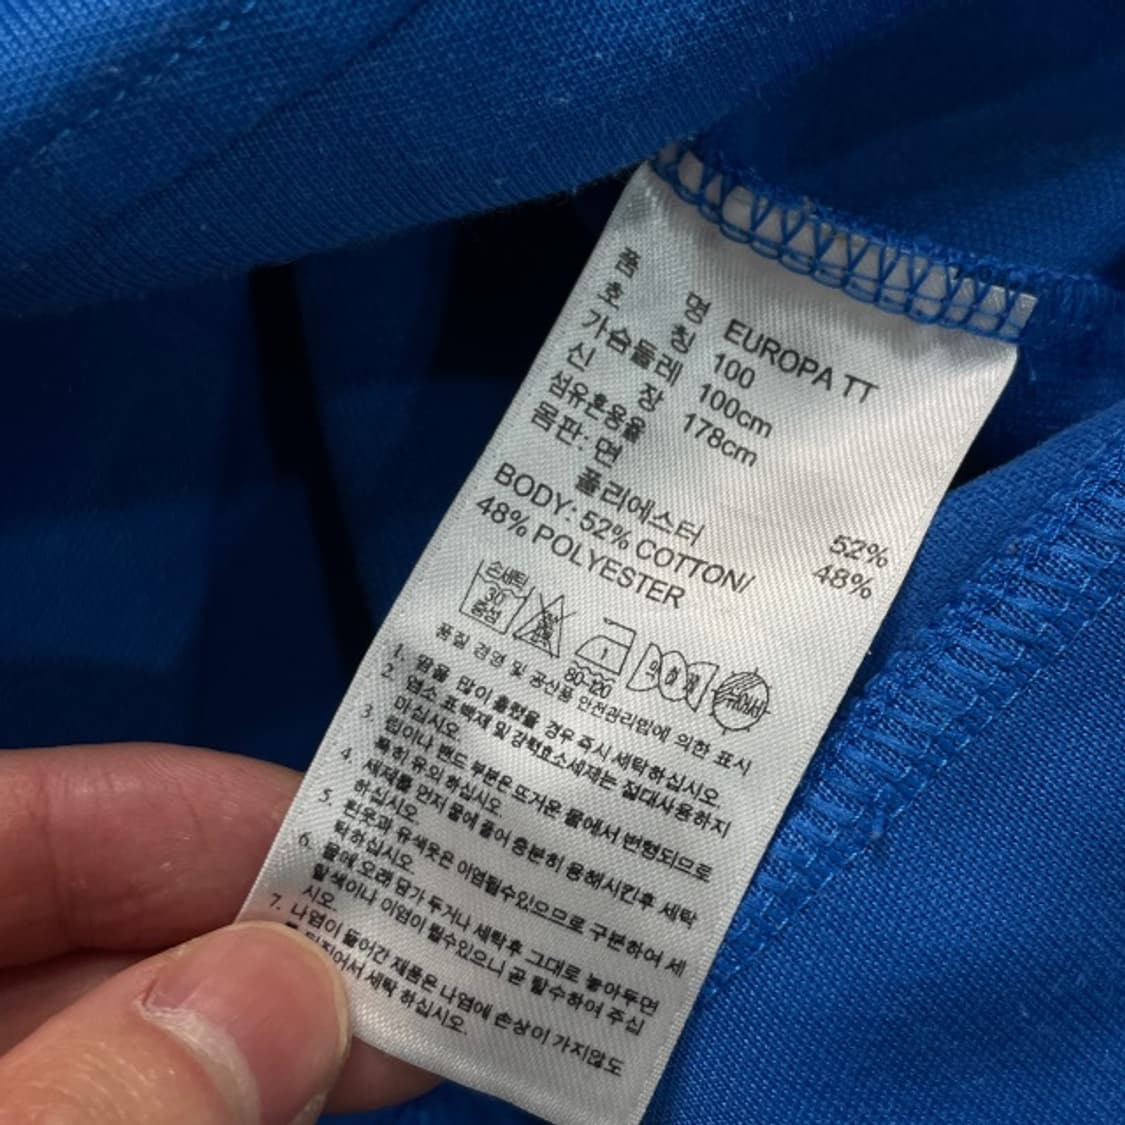 품 명 EUROPA TT
호 칭 100
가슴둘레 100cm
신 장 178cm
섬유혼용율
몸판: 면 52%
폴리에스터 48%
BODY: 52% COTTON/
48% POLYESTER
손세탁
30
중성
80-120
품질 경영 및 공산품 안전관리법에 의한 표시
1. 땀을 많이 흘렸을 경우 즉시 세탁하십시오.
2. 염소 표백제 및 강력효소세제는 절대사용하지
마십시오.
3. 립이나 밴드 부분은 뜨거운 물에서 변형되므로
특히 유의 하십시오.
4. 세제를 먼저 물에 풀어 충분히 용해시킨후 세탁
하십시오.
5. 흰옷과 유색옷은 이염될수있으므로 구분하여 세
탁하십시오.
6. 물에 오래 담가 두거나 세탁후 그대로 놓아두면
탈색이나 이염이 될수있으니 곧 탈수하여 주십
시오.
7. 나염이 들어간 제품은 나염에 손상이 가지않도
뒤집어서 세탁 하십시오.